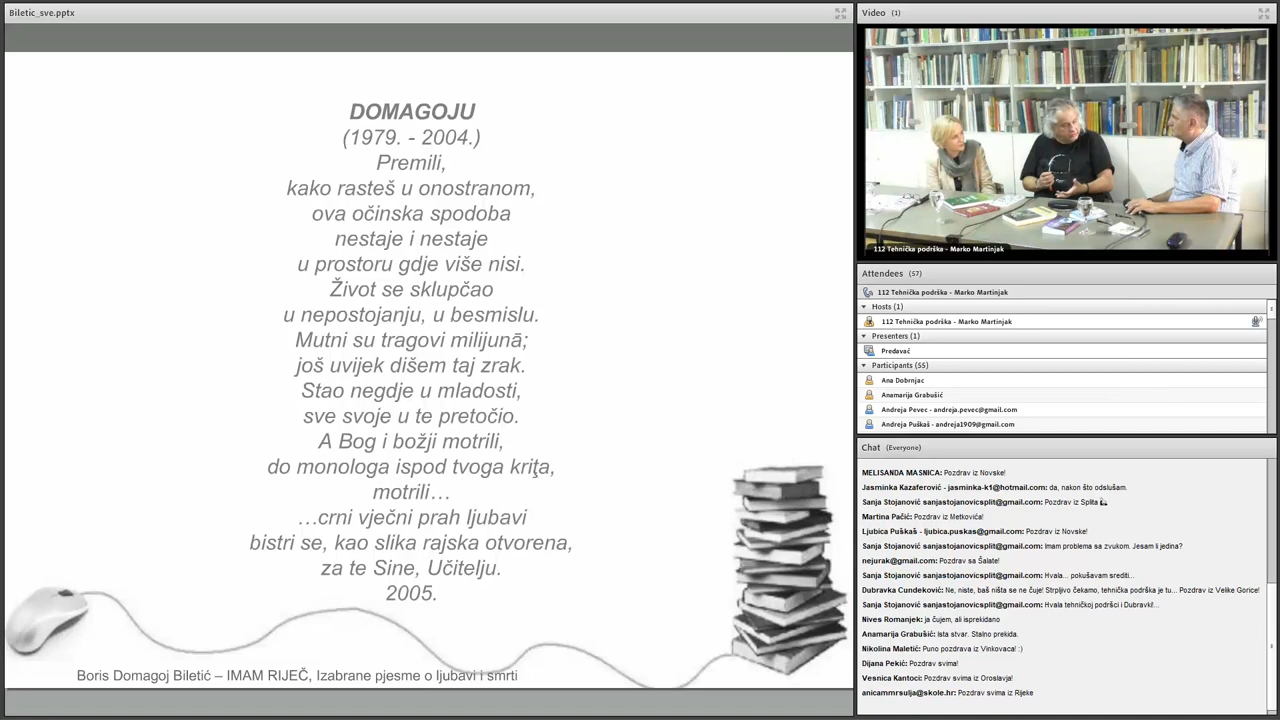 Biletic_sve.pptx
DOMAGOJU
(1979. - 2004.)
Premili,
kako rasteš u onostranom,
ova očinska spodoba
nestaje i nestaje
u prostoru gdje više nisi.
Život se sklupčao
u nepostojanju, u besmislu.
Mutni su tragovi milijunā;
još uvijek dišem taj zrak.
Stao negdje u mladosti,
sve svoje u te pretočio.
A Bog i božji motrili,
do monologa ispod tvoga kriţa,
motrili…
…crni vječni prah ljubavi
bistri se, kao slika rajska otvorena,
za te Sine, Učitelju.
2005.
Boris Domagoj Biletić – IMAM RIJEČ, Izabrane pjesme o ljubavi i smrti
Video (1)
112 Tehnička podrška - Marko Martinjak
Attendees (57)
112 Tehnička podrška - Marko Martinjak
Hosts (1)
112 Tehnička podrška - Marko Martinjak
Presenters (1)
Predavač
Participants (55)
Ana Dobrnjac
Anamarija Grabušić
Andreja Pevec - andreja.pevec@gmail.com
Andreja Puškaš - andreja1909@gmail.com
Chat (Everyone)
MELISANDA MASNICA: Pozdrav iz Novske!
Jasminka Kazaferović - jasminka-k1@hotmail.com: da, nakon što odslušam.
Sanja Stojanović sanjastojanovicsplit@gmail.com: Pozdrav iz Splita
Martina Pačić: Pozdrav iz Metkovića!
Ljubica Puškaš - ljubica.puskas@gmail.com: Pozdrav iz Novske!
Sanja Stojanović sanjastojanovicsplit@gmail.com: Imam problema sa zvukom. Jesam li jedina?
nejurak@gmail.com: Pozdrav sa Šalate!
Sanja Stojanović sanjastojanovicsplit@gmail.com: Hvala... pokušavam srediti...
Dubravka Cundeković: Ne, niste, baš ništa se ne čuje! Strpljivo čekamo, tehnička podrška je tu... Pozdrav iz Velike Gorice!
Sanja Stojanović sanjastojanovicsplit@gmail.com: Hvala tehničkoj podršci i Dubravki!...
Nives Romanjek: ja čujem, ali isprekidano
Anamarija Grabušić: Ista stvar. Stalno prekida.
Nikolina Maletić: Puno pozdrava iz Vinkovaca! :)
Dijana Pekić: Pozdrav svima!
Vesnica Kantoci: Pozdrav svima iz Oroslavja!
anicammrsulja@skole.hr: Pozdrav svima iz Rijeke